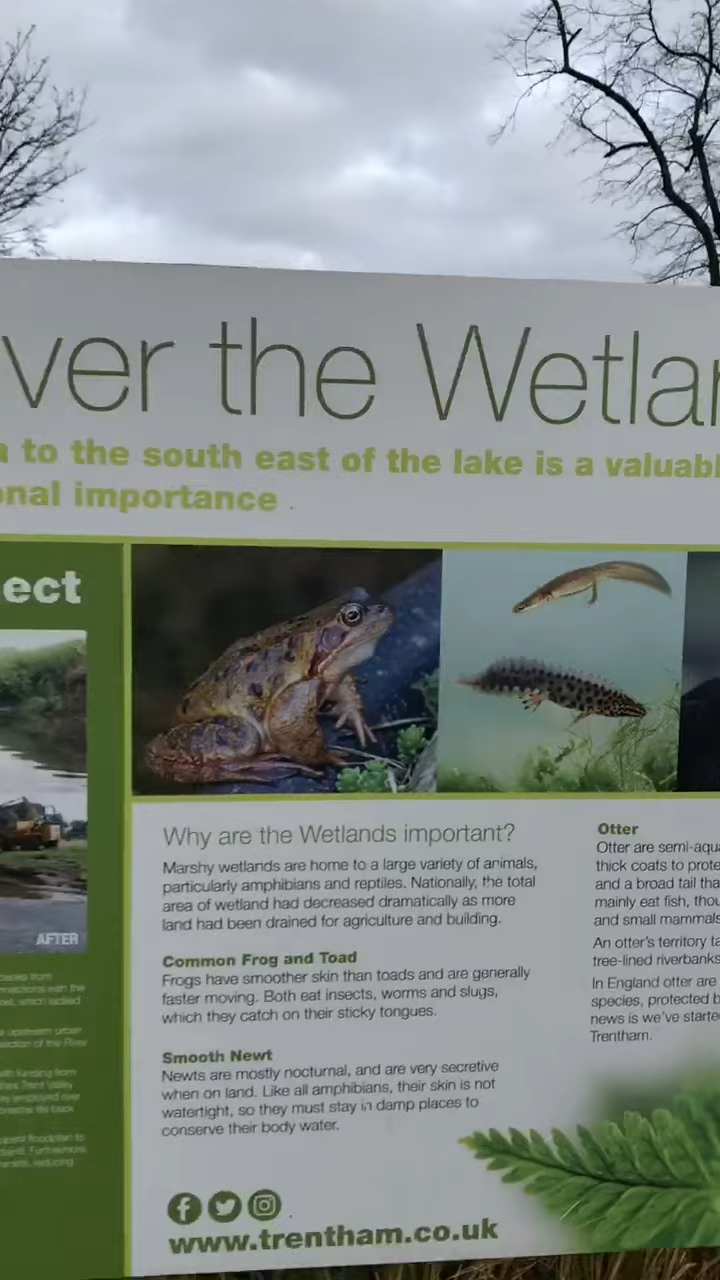 ver the Wetlan
to the south east of the lake is a valuabl
onal importance
ect
AFTER
Why are the Wetlands important?
Marshy wetlands are home to a large variety of animals,
particularly amphibians and reptiles. Nationally, the total
area of wetland had decreased dramatically as more
land had been drained for agriculture and building.
Common Frog and Toad
Frogs have smoother skin than toads and are generally
faster moving. Both eat insects, worms and slugs,
which they catch on their sticky tongues.
Smooth Newt
Newts are mostly nocturnal, and are very secretive
when on land. Like all amphibians, their skin is not
watertight, so they must stay in damp places to
conserve their body water.
www.trentham.co.uk
Otter
Otter are semi-aqua
thick coats to prote
and a broad tail tha
mainly eat fish, thou
and small mammals
An otter's territory ta
tree-lined riverbanks
In England otter are
species, protected b
news is we've starte
Trentham.